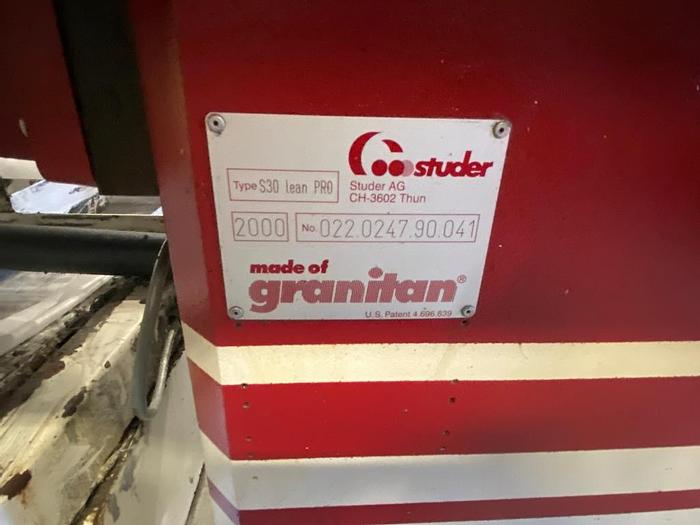 studer
Type S30 lean PRO
Studer AG
CH-3602 Thun
2000 No. 022.0247.90.041
made of
granitan®
U.S. Patent 4.696.839